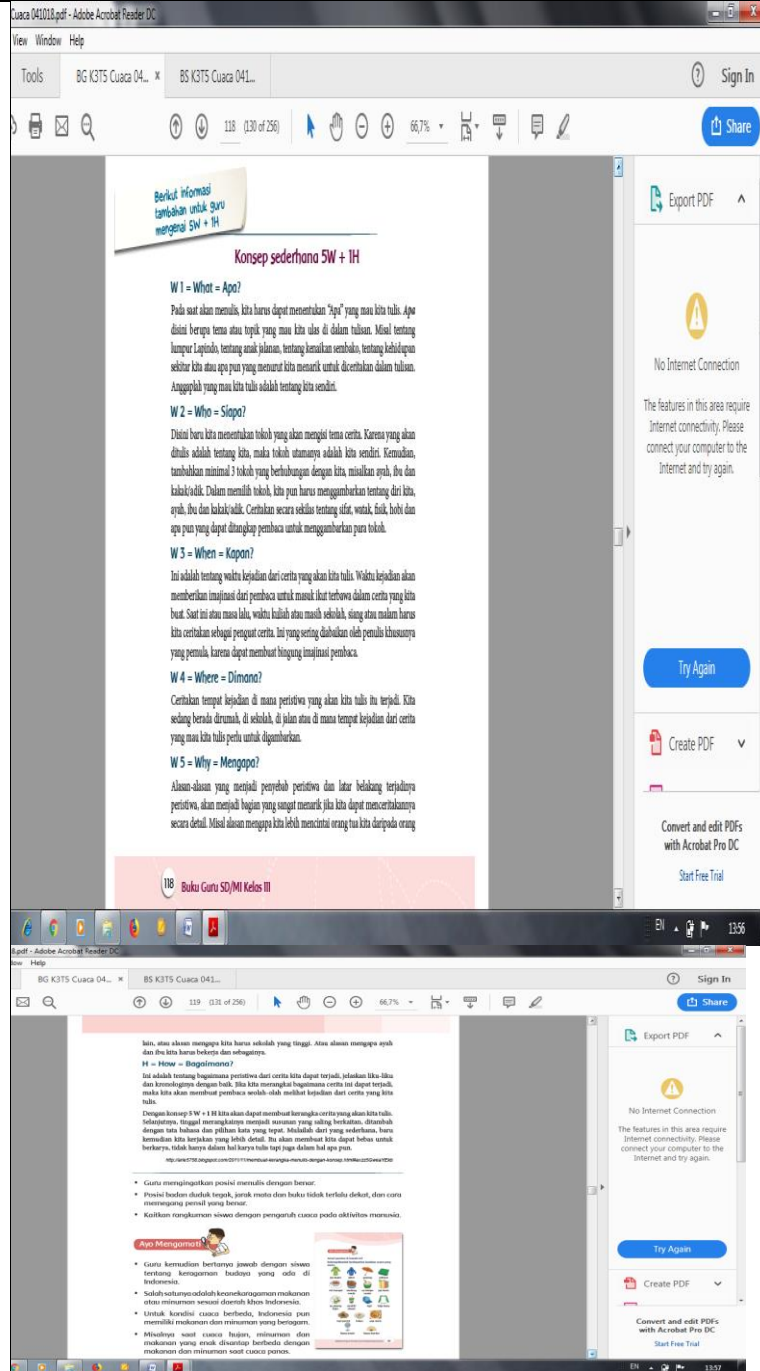 Cuaca 041018.pdf - Adobe Acrobat Reader DC
View Window Help
Tools BG K3T5 Cuaca 04... × BS K3T5 Cuaca 041... Sign In
118 (130 of 256) 66,7% Share
Berikut informasi
tambahan untuk guru
mengenai 5W + 1H
Konsep sederhana 5W + 1H
W 1 = What = Apa?
Pada saat akan menulis, kita harus dapat menentukan "Apa" yang mau kita tulis. Apa
disini berupa tema atau topik yang mau kita ulas di dalam tulisan. Misal tentang
lumpur Lapindo, tentang anak jalanan, tentang kenaikan sembako, tentang kehidupan
sekitar kita atau apa pun yang menurut kita menarik untuk diceritakan dalam tulisan.
Anggaplah yang mau kita tulis adalah tentang kita sendiri.
W 2 = Who = Siapa?
Disini baru kita menentukan tokoh yang akan mengisi tema cerita. Karena yang akan
ditulis adalah tentang kita, maka tokoh utamanya adalah kita sendiri. Kemudian,
tambahkan minimal 3 tokoh yang berhubungan dengan kita, misalkan ayah, ibu dan
kakak/adik. Dalam memilih tokoh, kita pun harus menggambarkan tentang diri kita,
ayah, ibu dan kakak/adik. Ceritakan secara sekilas tentang sifat, watak, fisik, hobi dan
apa pun yang dapat ditangkap pembaca untuk menggambarkan para tokoh.
W 3 = When = Kapan?
Ini adalah tentang waktu kejadian dari cerita yang akan kita tulis. Waktu kejadian akan
memberikan imajinasi dari pembaca untuk masuk ikut terbawa dalam cerita yang kita
buat. Saat ini atau masa lalu, waktu kuliah atau masih sekolah, siang atau malam harus
kita ceritakan sebagai penguat cerita. Ini yang sering diabaikan oleh penulis khususnya
yang pemula, karena dapat membuat bingung imajinasi pembaca.
W 4 = Where = Dimana?
Ceritakan tempat kejadian di mana peristiwa yang akan kita tulis itu terjadi. Kita
sedang berada dirumah, di sekolah, di jalan atau di mana tempat kejadian dari cerita
yang mau kita tulis perlu untuk digambarkan.
W 5 = Why = Mengapa?
Alasan-alasan yang menjadi penyebab peristiwa dan latar belakang terjadinya
peristiwa, akan menjadi bagian yang sangat menarik jika kita dapat menceritakannya
secara detail. Misal alasan mengapa kita lebih mencintai orang tua kita daripada orang
118 Buku Guru SD/MI Kelas III
Export PDF
No Internet Connection
The features in this area require
Internet connectivity. Please
connect your computer to the
Internet and try again.
Try Again
Create PDF
Convert and edit PDFs
with Acrobat Pro DC
Start Free Trial
EN 13:56
8.pdf - Adobe Acrobat Reader DC
Help
BG K3T5 Cuaca 04... × BS K3T5 Cuaca 041... Sign In
119 (131 of 256) 66,7% Share
lain, atau alasan mengapa kita harus sekolah yang tinggi. Atau alasan mengapa ayah
dan ibu kita harus bekerja dan sebagainya.
H = How = Bagaimana?
Ini adalah tentang bagaimana peristiwa dari cerita kita dapat terjadi, jelaskan liku-liku
dan kronologinya dengan baik. Jika kita merangkai bagaimana cerita ini dapat terjadi,
maka kita akan membuat pembaca seolah-olah melihat kejadian dari cerita yang kita
tulis.
Dengan konsep 5 W + 1 H kita akan dapat membuat kerangka cerita yang akan kita tulis.
Selanjutnya, tinggal merangkainya menjadi susunan yang saling berkaitan, ditambah
dengan tata bahasa dan pilihan kata yang tepat. Mulailah dari yang sederhana, baru
kemudian kita kerjakan yang lebih detail. Itu akan membuat kita dapat bebas untuk
berkarya, tidak hanya dalam hal karya tulis tapi juga dalam hal apa pun.
• Guru mengingatkan posisi menulis dengan benar.
• Posisi badan duduk tegak, jarak mata dan buku tidak terlalu dekat, dan cara
memegang pensil yang benar.
• Kaitkan rangkuman siswa dengan pengaruh cuaca pada aktivitas manusia.
Ayo Mengamati
• Guru kemudian bertanya jawab dengan siswa
tentang keragaman budaya yang ada di
Indonesia.
• Salah satunya adalah keanekaragaman makanan
atau minuman sesuai daerah khas Indonesia.
• Untuk kondisi cuaca berbeda, Indonesia pun
memiliki makanan dan minuman yang beragam.
• Misalnya saat cuaca hujan, minuman dan
makanan yang enak disantap berbeda dengan
makanan dan minuman saat cuaca panas.
Export PDF
No Internet Connection
The features in this area require
Internet connectivity. Please
connect your computer to the
Internet and try again.
Try Again
Create PDF
Convert and edit PDFs
with Acrobat Pro DC
Start Free Trial
EN 13:57